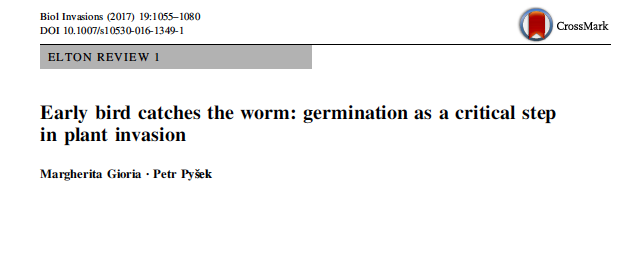 Biol Invasions (2017) 19:1055–1080
DOI 10.1007/s10530-016-1349-1
CrossMark
ELTON REVIEW 1
Early bird catches the worm: germination as a critical step
in plant invasion
Margherita Gioria · Petr Pyšek